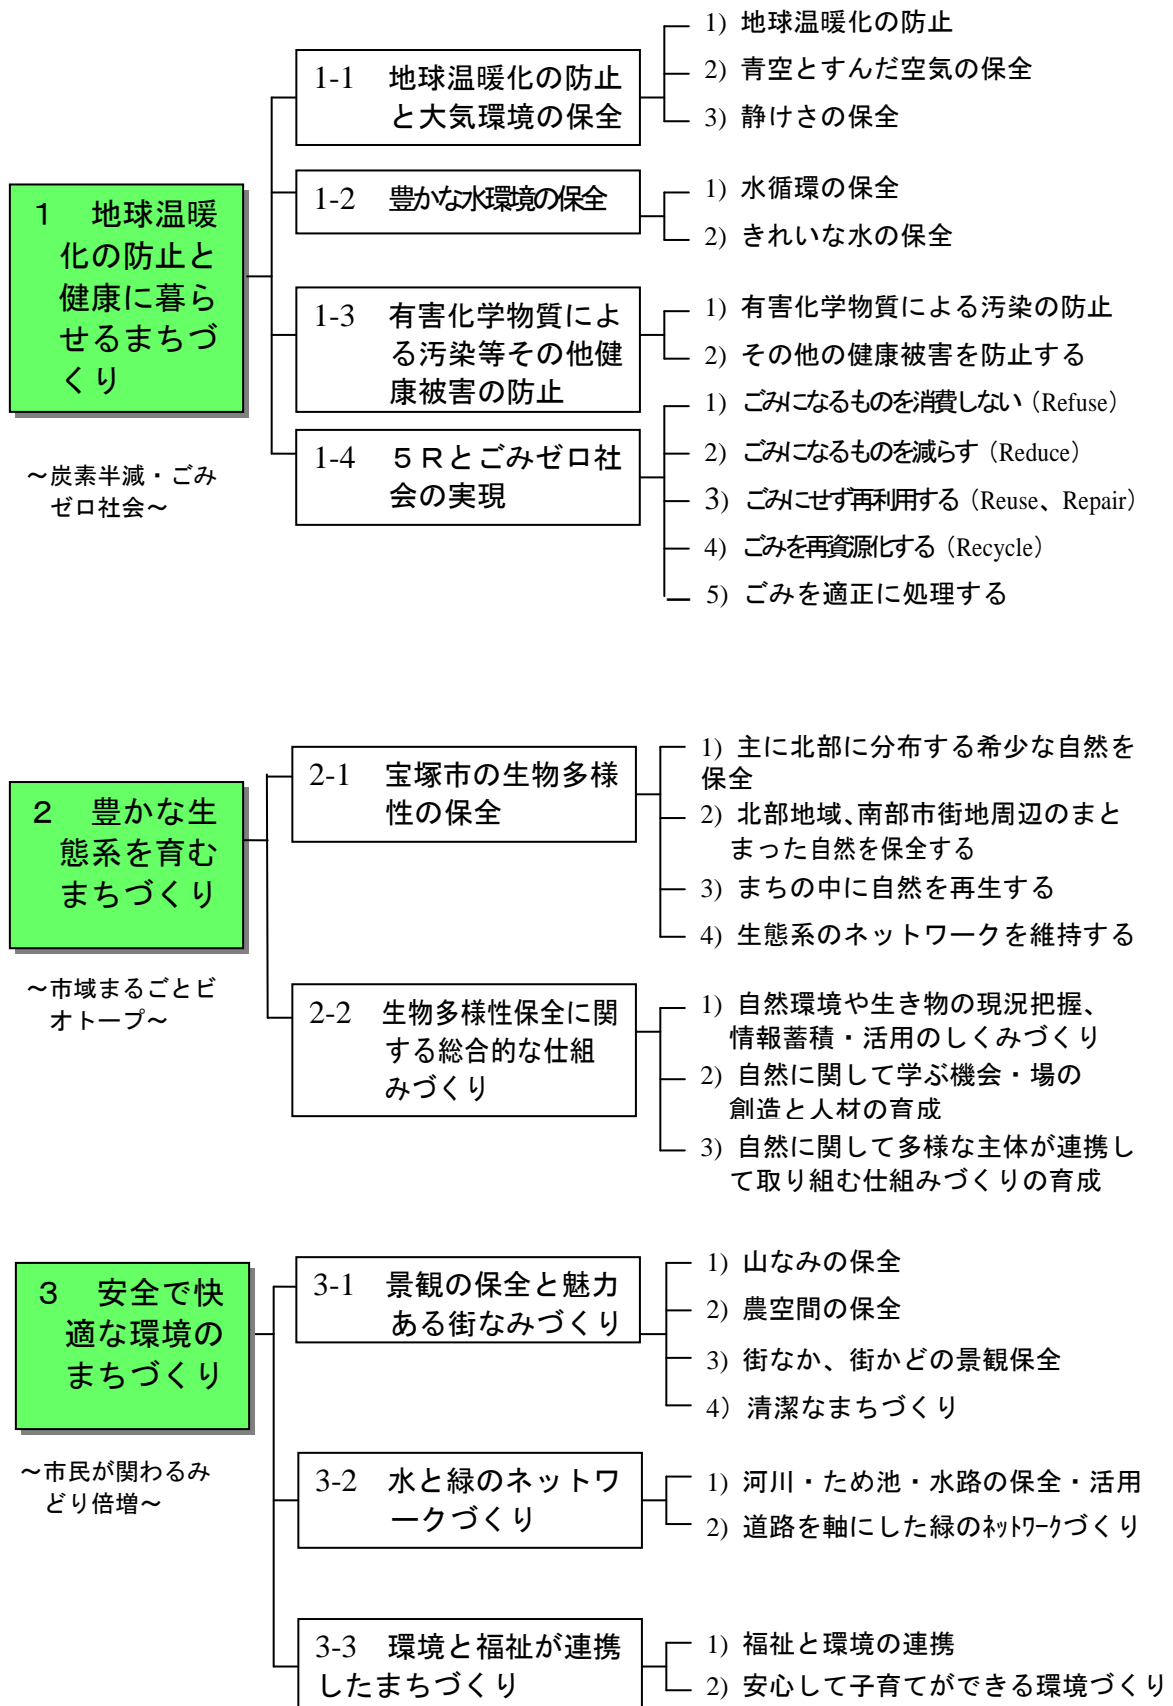 1　地球温暖
化の防止と
健康に暮ら
せるまちづ
くり
～炭素半減・ごみ
ゼロ社会～
1-1　地球温暖化の防止
と大気環境の保全
1) 地球温暖化の防止
2) 青空とすんだ空気の保全
3) 静けさの保全
1-2　豊かな水環境の保全
1) 水循環の保全
2) きれいな水の保全
1-3　有害化学物質によ
る汚染等その他健
康被害の防止
1) 有害化学物質による汚染の防止
2) その他の健康被害を防止する
1-4　５Ｒとごみゼロ社
会の実現
1) ごみになるものを消費しない（Refuse）
2) ごみになるものを減らす（Reduce）
3) ごみにせず再利用する（Reuse、Repair）
4) ごみを再資源化する（Recycle）
5) ごみを適正に処理する
２　豊かな生
態系を育む
まちづくり
～市域まるごとビ
オトープ～
2-1　宝塚市の生物多様
性の保全
1) 主に北部に分布する希少な自然を
保全
2) 北部地域、南部市街地周辺のまと
まった自然を保全する
3) まちの中に自然を再生する
4) 生態系のネットワークを維持する
2-2　生物多様性保全に関
する総合的な仕組
みづくり
1) 自然環境や生き物の現況把握、
情報蓄積・活用のしくみづくり
2) 自然に関して学ぶ機会・場の
創造と人材の育成
3) 自然に関して多様な主体が連携し
て取り組む仕組みづくりの育成
３　安全で快
適な環境の
まちづくり
～市民が関わるみ
どり倍増～
3-1　景観の保全と魅力
ある街なみづくり
1) 山なみの保全
2) 農空間の保全
3) 街なか、街かどの景観保全
4）清潔なまちづくり
3-2　水と緑のネットワ
ークづくり
1) 河川・ため池・水路の保全・活用
2) 道路を軸にした緑のﾈｯﾄﾜｰｸづくり
3-3　環境と福祉が連携
したまちづくり
1) 福祉と環境の連携
2) 安心して子育てができる環境づくり